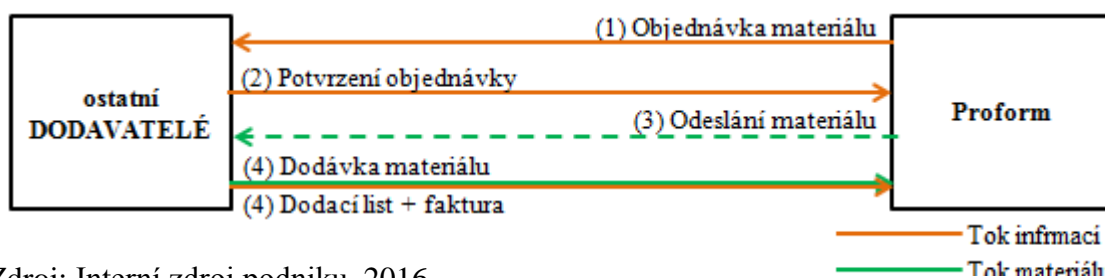 (1) Objednávka materiálu
(2) Potvrzení objednávky
ostatní
DODAVATELÉ
Proform
(3) Odeslání materiálu
(4) Dodávka materiálu
(4) Dodací list + faktura
Tok infrmací
Zdroj: Interní zdroj podniku, 2016
Tok materiálu